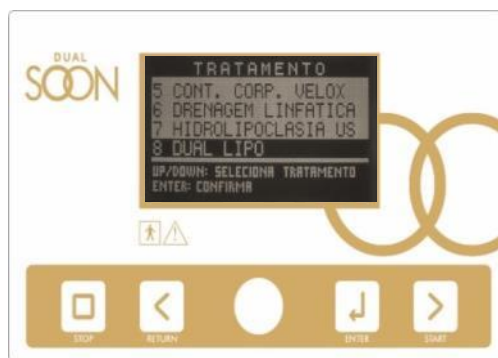 DUAL
SOON
TRATAMENTO
5 CONT. CORP. VELOX
6 DRENAGEM LINFATICA
7 HIDROLIPOCLASIA US
8 DUAL LIPO
UP/DOWN: SELECIONA TRATAMENTO
ENTER: CONFIRMA
STOP
RETURN
ENTER
START